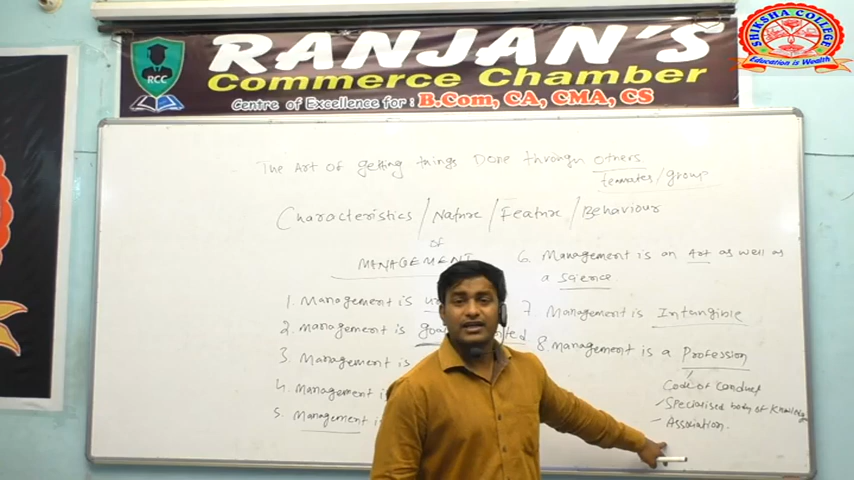 SHIKSHA COLLEGE
Education is Wealth
RCC
RANJAN'S
Commerce Chamber
Centre of Excellence for : B.Com, CA, CMA, CS
The Art of getting things Done through others
teamates/group
Characteristics/Nature/Feature/Behaviour
of
MANAGEMENT
1. Management is
2. Management is
3. Management is
4. Management
5. Management
6. Management is an Art as well as
a science.
7. Management is Intangible
8. Management is a Profession
Code of conduct
- Specialised body of Knowledge
- Association.